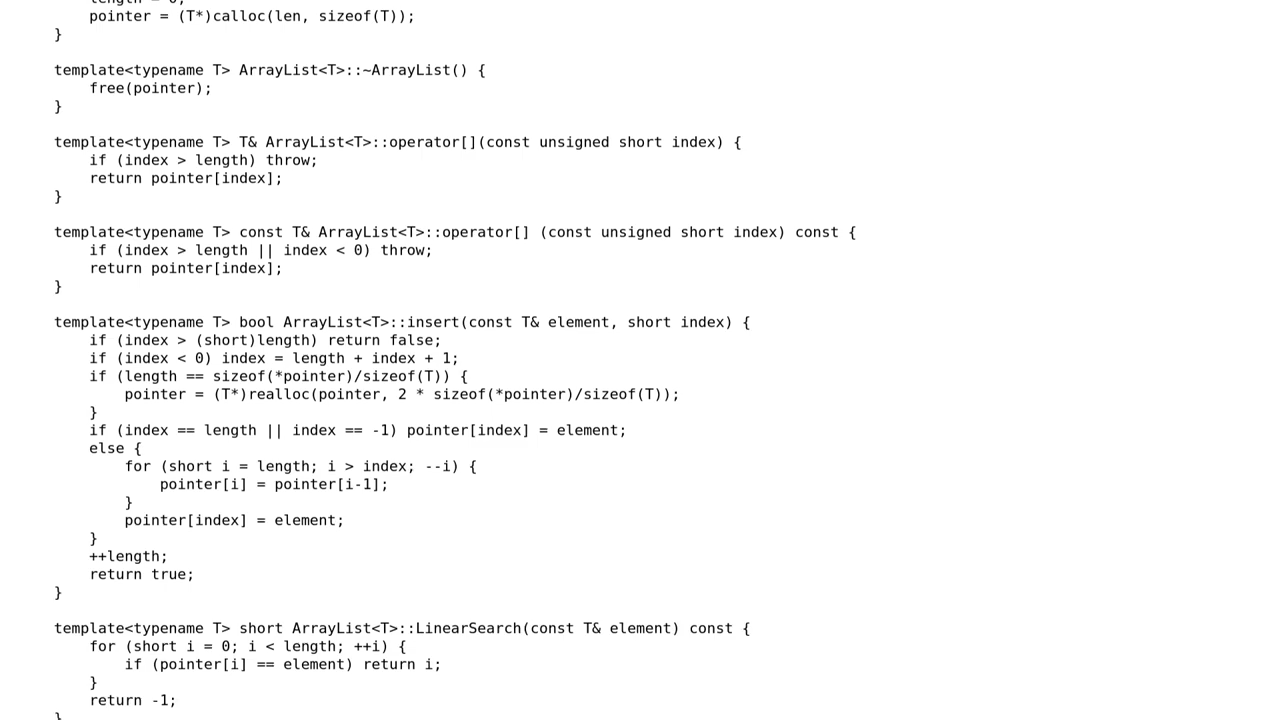 length = 0;
pointer = (T*)calloc(len, sizeof(T));
}
template<typename T> ArrayList<T>::~ArrayList() {
free(pointer);
}
template<typename T> T& ArrayList<T>::operator[](const unsigned short index) {
if (index > length) throw;
return pointer[index];
}
template<typename T> const T& ArrayList<T>::operator[] (const unsigned short index) const {
if (index > length || index < 0) throw;
return pointer[index];
}
template<typename T> bool ArrayList<T>::insert(const T& element, short index) {
if (index > (short)length) return false;
if (index < 0) index = length + index + 1;
if (length == sizeof(*pointer)/sizeof(T)) {
pointer = (T*)realloc(pointer, 2 * sizeof(*pointer)/sizeof(T));
}
if (index == length || index == -1) pointer[index] = element;
else {
for (short i = length; i > index; --i) {
pointer[i] = pointer[i-1];
}
pointer[index] = element;
}
++length;
return true;
}
template<typename T> short ArrayList<T>::LinearSearch(const T& element) const {
for (short i = 0; i < length; ++i) {
if (pointer[i] == element) return i;
}
return -1;
}